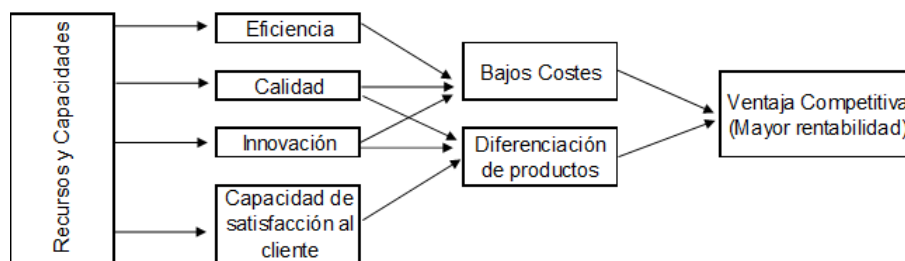 Recursos y Capacidades
Eficiencia
Calidad
Innovación
Capacidad de
satisfacción al
cliente
Bajos Costes
Diferenciación
de productos
Ventaja Competitiva
(Mayor rentabilidad)